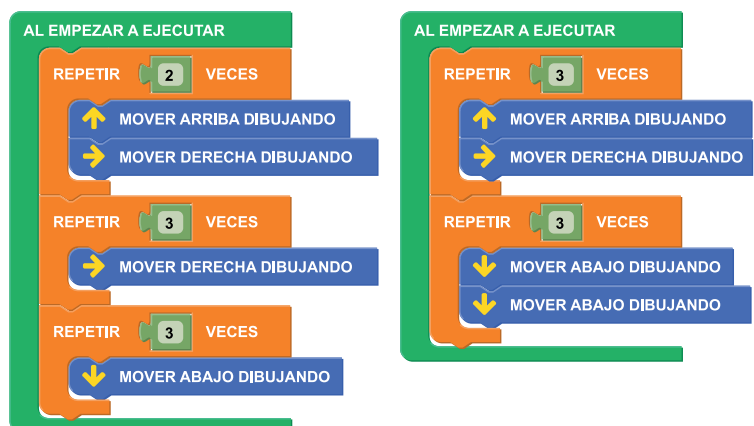 AL EMPEZAR A EJECUTAR
REPETIR 2 VECES
MOVER ARRIBA DIBUJANDO
MOVER DERECHA DIBUJANDO
REPETIR 3 VECES
MOVER DERECHA DIBUJANDO
REPETIR 3 VECES
MOVER ABAJO DIBUJANDO
AL EMPEZAR A EJECUTAR
REPETIR 3 VECES
MOVER ARRIBA DIBUJANDO
MOVER DERECHA DIBUJANDO
REPETIR 3 VECES
MOVER ABAJO DIBUJANDO
MOVER ABAJO DIBUJANDO